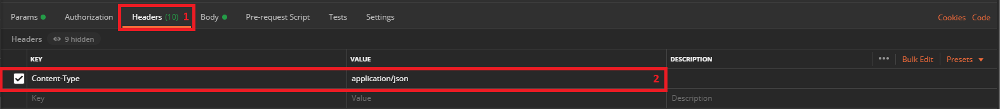 Params Authorization Headers (10) 1 Body Pre-request Script Tests Settings Cookies Code
Headers 9 hidden
KEY VALUE DESCRIPTION ••• Bulk Edit Presets
Content-Type application/json 2
Key Value Description